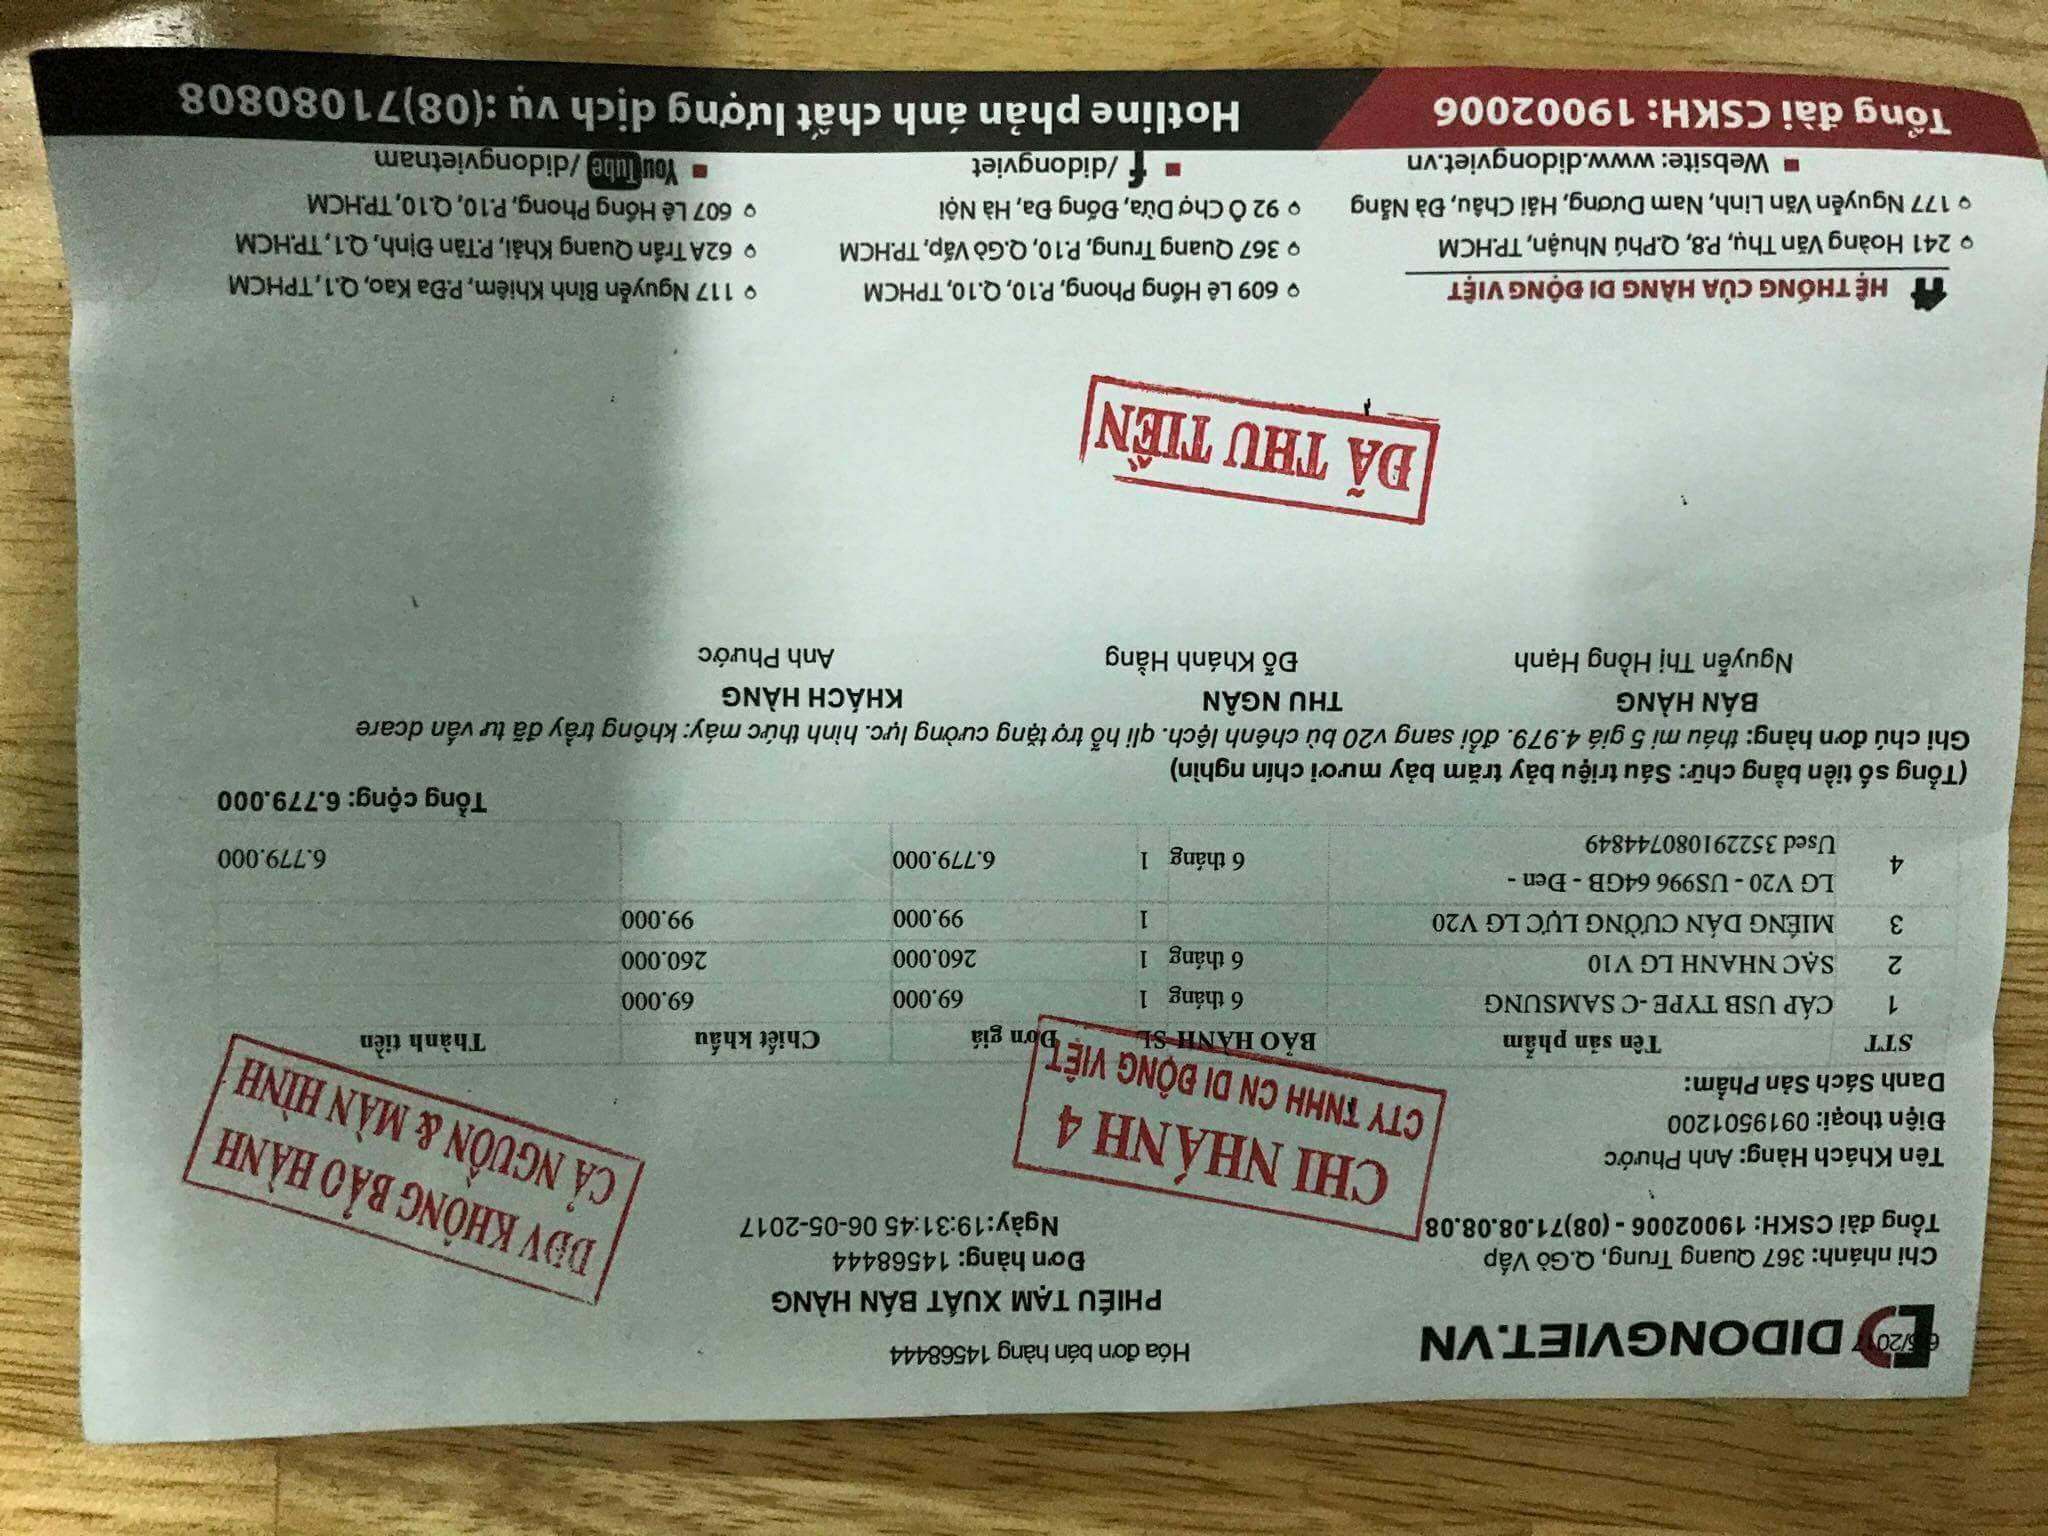 6/5/2017
Hóa đơn bán hàng 14568444
DIDONGVIET.VN
PHIẾU TẠM XUẤT BÁN HÀNG
Chi nhánh: 367 Quang Trung, Q.Gò Vấp
Đơn hàng: 14568444
Tổng đài CSKH: 19002006 - (08)71.08.08.08
Ngày:19:31:45 06-05-2017
ĐĐV KHÔNG BẢO HÀNH
CẢ NGUỒN & MÀN HÌNH
CHI NHÁNH 4
CTY TNHH CN DI ĐỘNG VIỆT
Tên Khách Hàng: Anh Phước
Điện thoại: 0919501200
Danh Sách Sản Phẩm:
STT Tên sản phẩm BẢO HÀNH SL Đơn giá Chiết khấu Thành tiền
1 CÁP USB TYPE-C SAMSUNG 6 tháng 1 69.000 69.000
2 SẠC NHANH LG V10 6 tháng 1 260.000 260.000
3 MIẾNG DÁN CƯỜNG LỰC LG V20 1 99.000 99.000
4 LG V20 - US996 64GB - Đen - 6 tháng 1 6.779.000 6.779.000
Used 352291080744849
Tổng cộng: 6.779.000
(Tổng số tiền bằng chữ: Sáu triệu bảy trăm bảy mươi chín nghìn)
Ghi chú đơn hàng: tháu mi 5 giá 4.979. đổi sang v20 bù chênh lệch. qli hỗ trợ tặng cường lực. hình thức máy: không trầy đã tư vấn dcare
BÁN HÀNG THU NGÂN KHÁCH HÀNG
Nguyễn Thị Hồng Hạnh Đỗ Khánh Hằng Anh Phước
ĐÃ THU TIỀN
HỆ THỐNG CỦA HÀNG DI ĐỘNG VIỆT
609 Lê Hồng Phong, P.10, Q.10, TPHCM
117 Nguyễn Bỉnh Khiêm, P.Đa Kao, Q.1, TPHCM
241 Hoàng Văn Thụ, P.8, Q.Phú Nhuận, TP.HCM
367 Quang Trung, P.10, Q.Gò Vấp, TP.HCM
62A Trần Quang Khải, P.Tân Định, Q.1, TP.HCM
177 Nguyễn Văn Linh, Nam Dương, Hải Châu, Đà Nẵng
92 Ô Chợ Dừa, Đống Đa, Hà Nội
607 Lê Hồng Phong, P.10, Q.10, TP.HCM
Website: www.didongviet.vn
f /didongviet
YouTube /didongvietnam
Tổng đài CSKH: 19002006
Hotline phản ánh chất lượng dịch vụ :(08)71080808